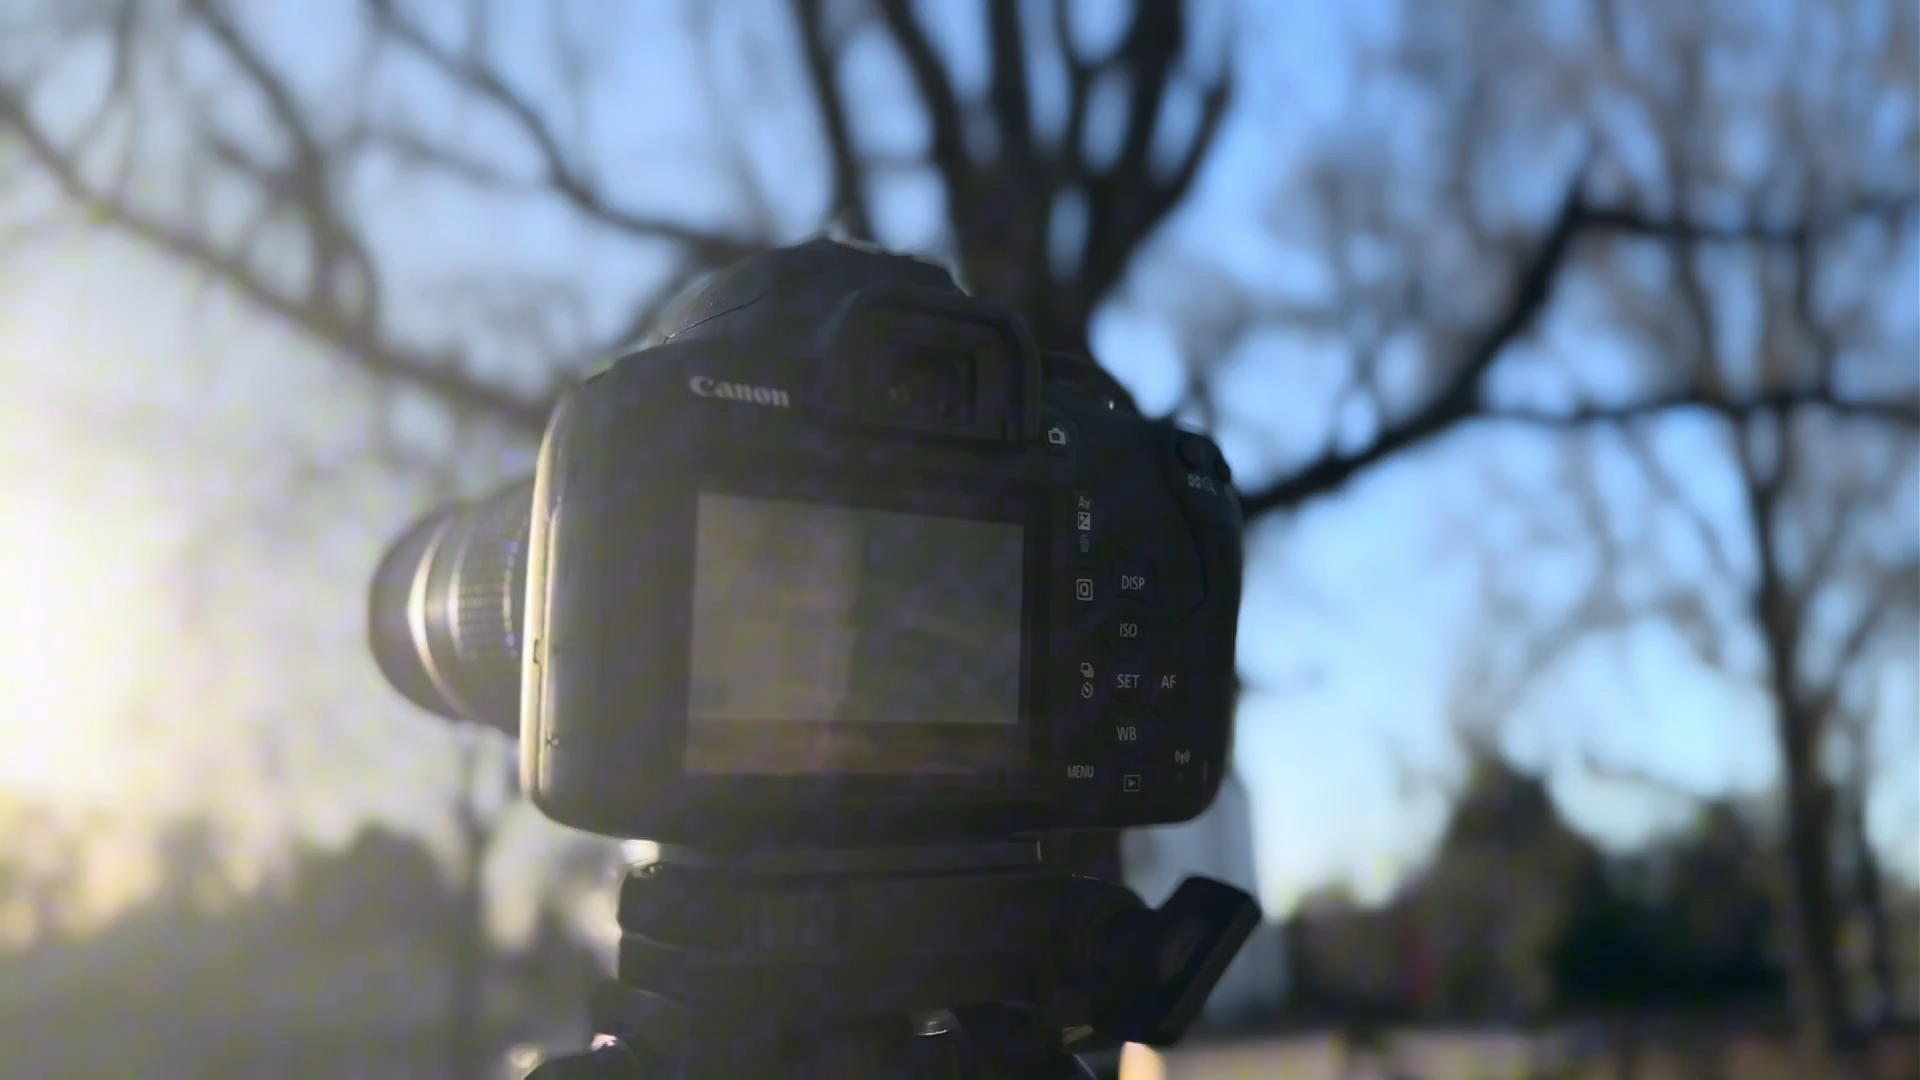 Canon
Av
Q
DISP
ISO
SET AF
WB
MENU